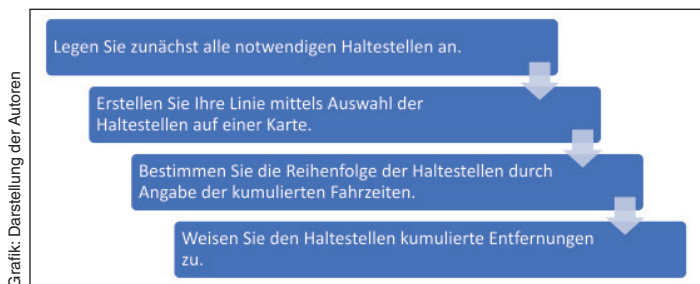 Legen Sie zunächst alle notwendigen Haltestellen an.
Erstellen Sie Ihre Linie mittels Auswahl der
Haltestellen auf einer Karte.
Bestimmen Sie die Reihenfolge der Haltestellen durch
Angabe der kumulierten Fahrzeiten.
Weisen Sie den Haltestellen kumulierte Entfernungen
zu.
Grafik: Darstellung der Autoren